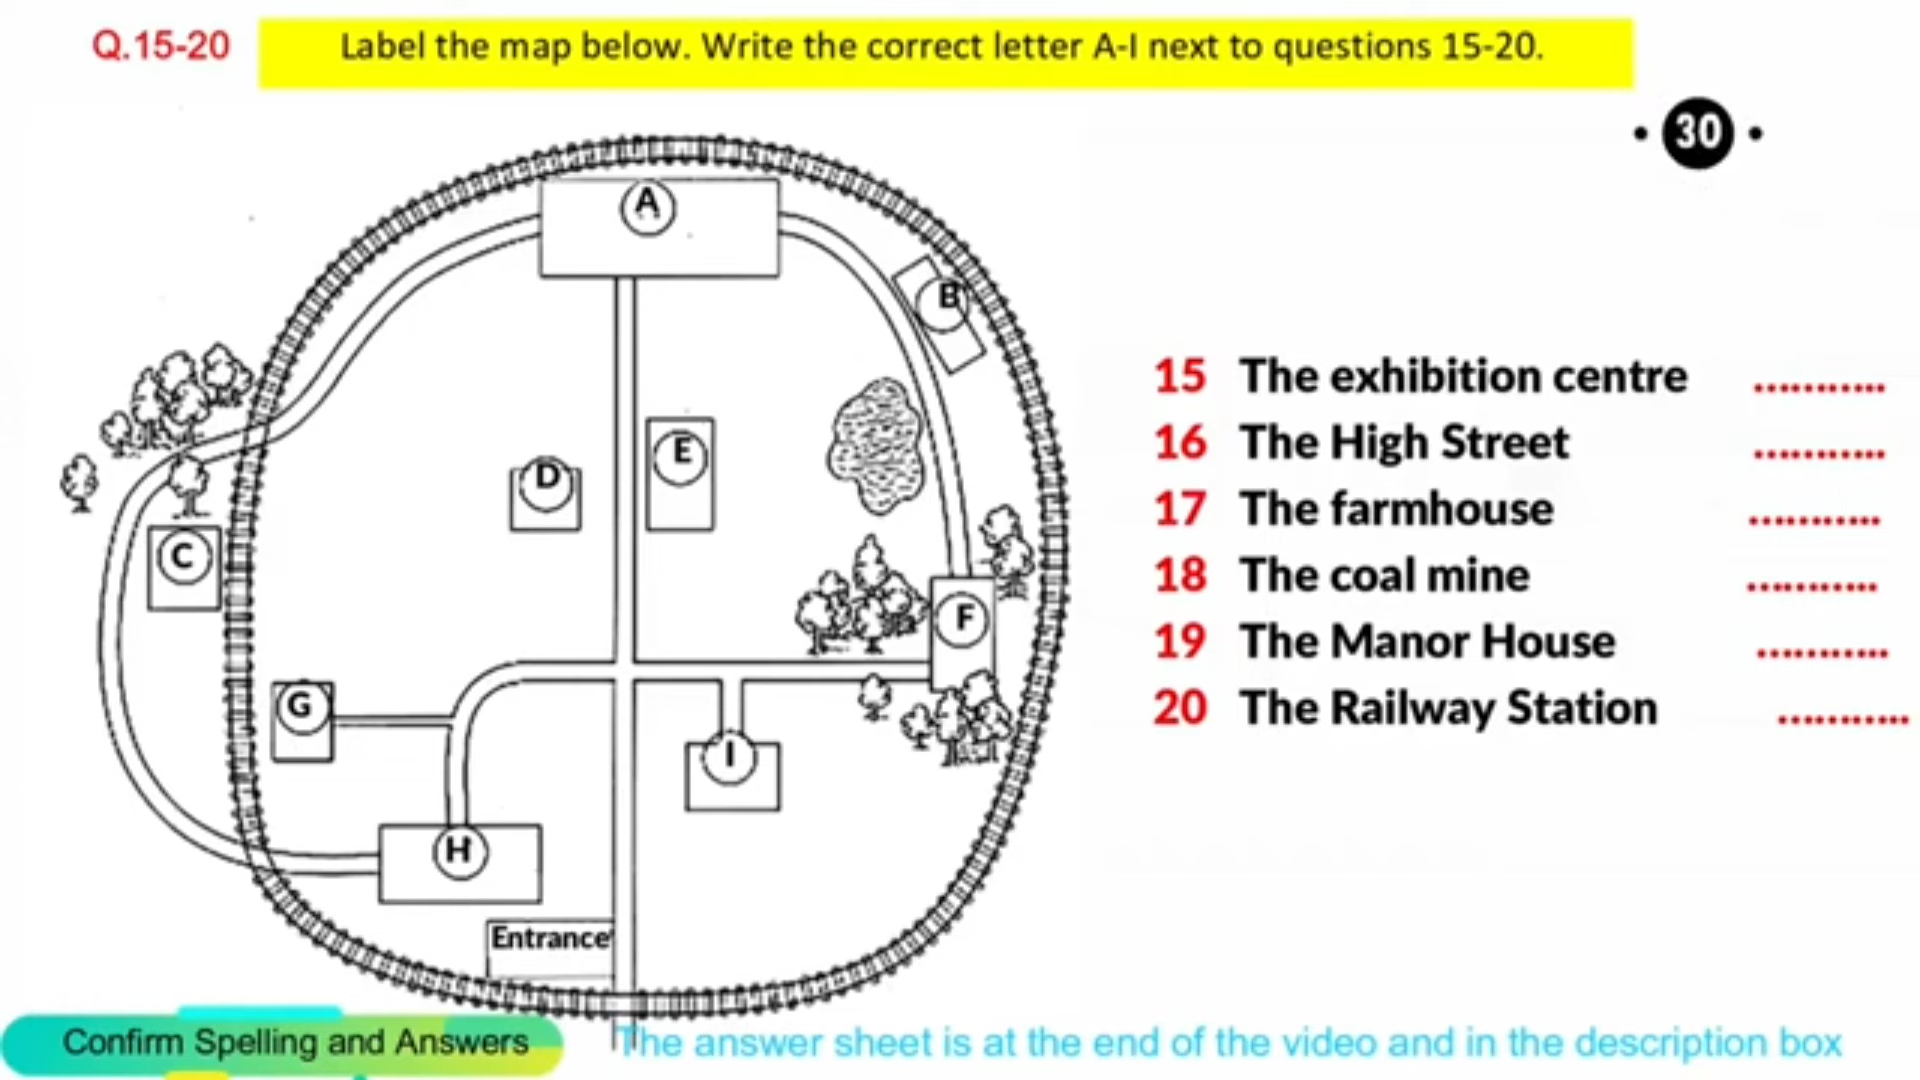 Q.15-20
Label the map below. Write the correct letter A-I next to questions 15-20.
30
A
B
E
D
C
F
G
I
H
Entrance
15 The exhibition centre ...........
16 The High Street ...........
17 The farmhouse ...........
18 The coal mine ...........
19 The Manor House ...........
20 The Railway Station ...........
Confirm Spelling and Answers
The answer sheet is at the end of the video and in the description box